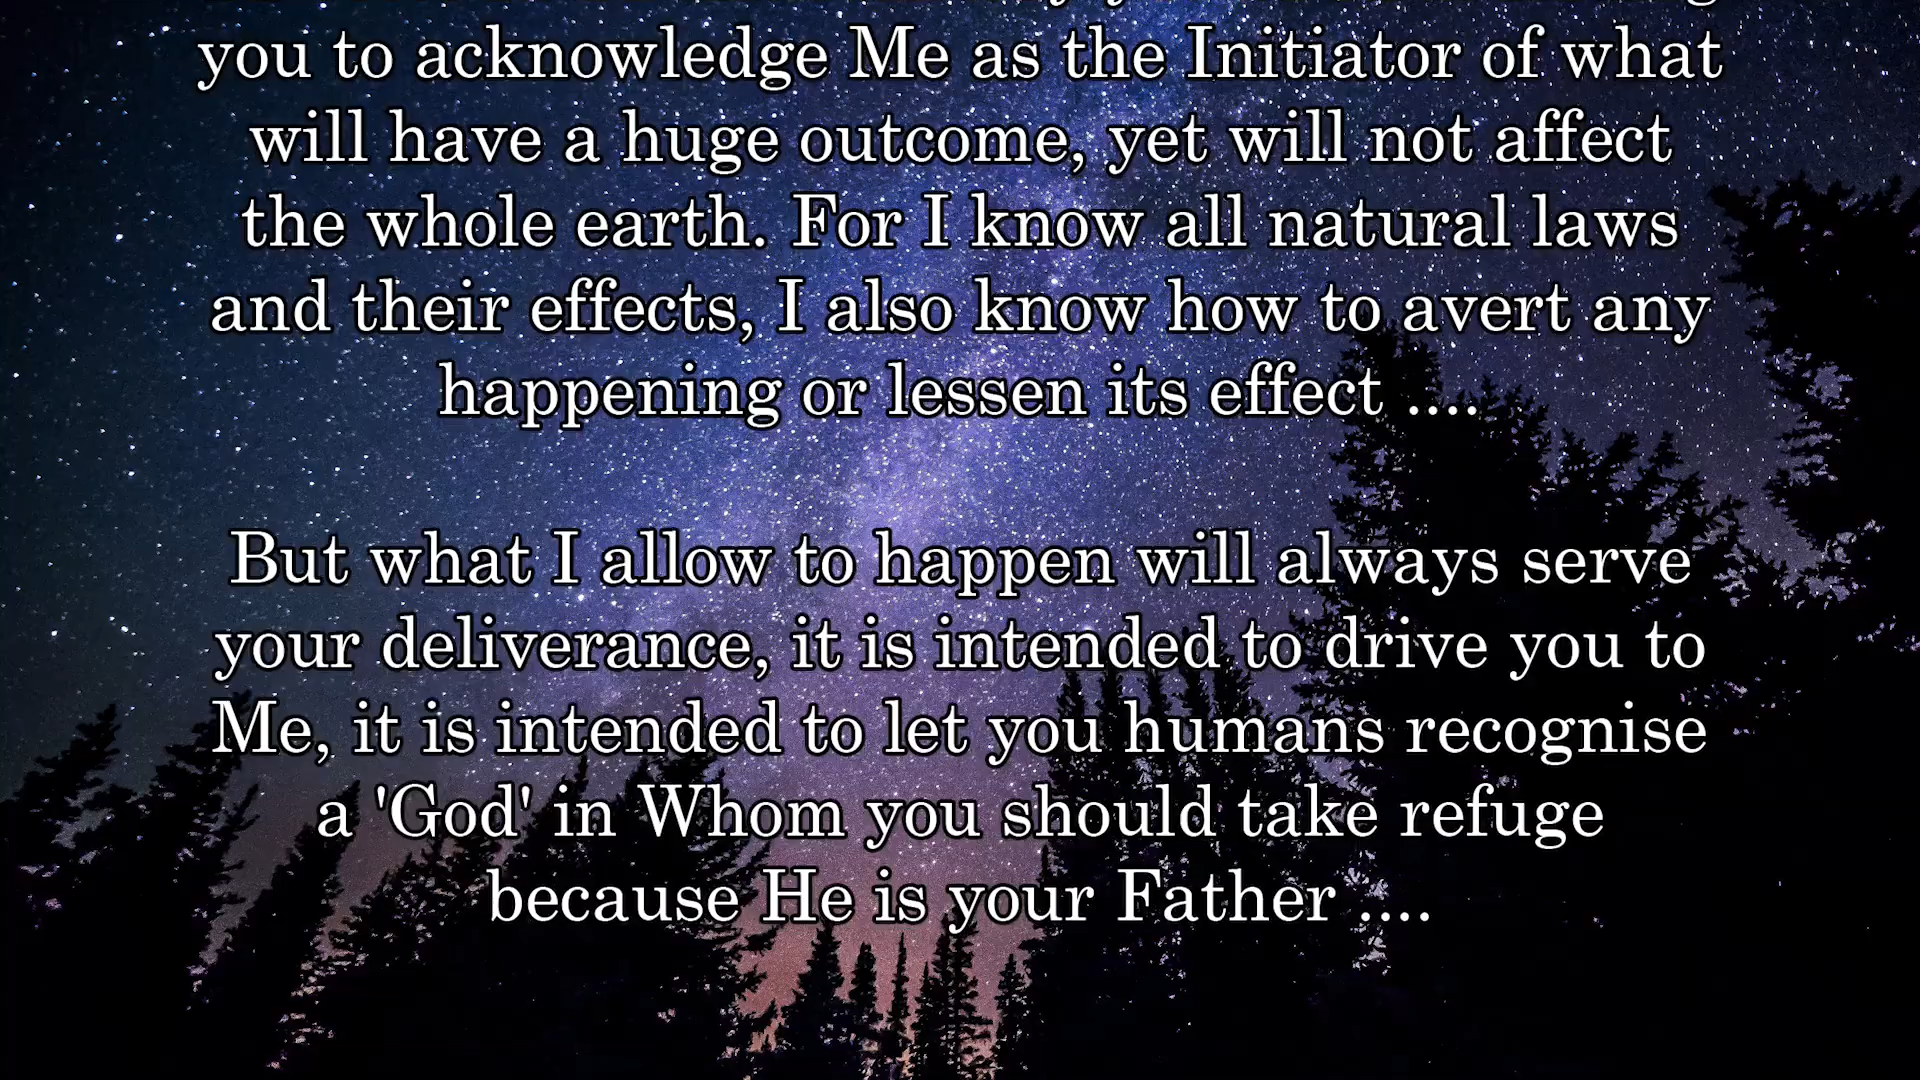 you to acknowledge Me as the Initiator of what
will have a huge outcome, yet will not affect
the whole earth. For I know all natural laws
and their effects, I also know how to avert any
happening or lessen its effect ....
But what I allow to happen will always serve
your deliverance, it is intended to drive you to
Me, it is intended to let you humans recognise
a 'God' in Whom you should take refuge
because He is your Father ....